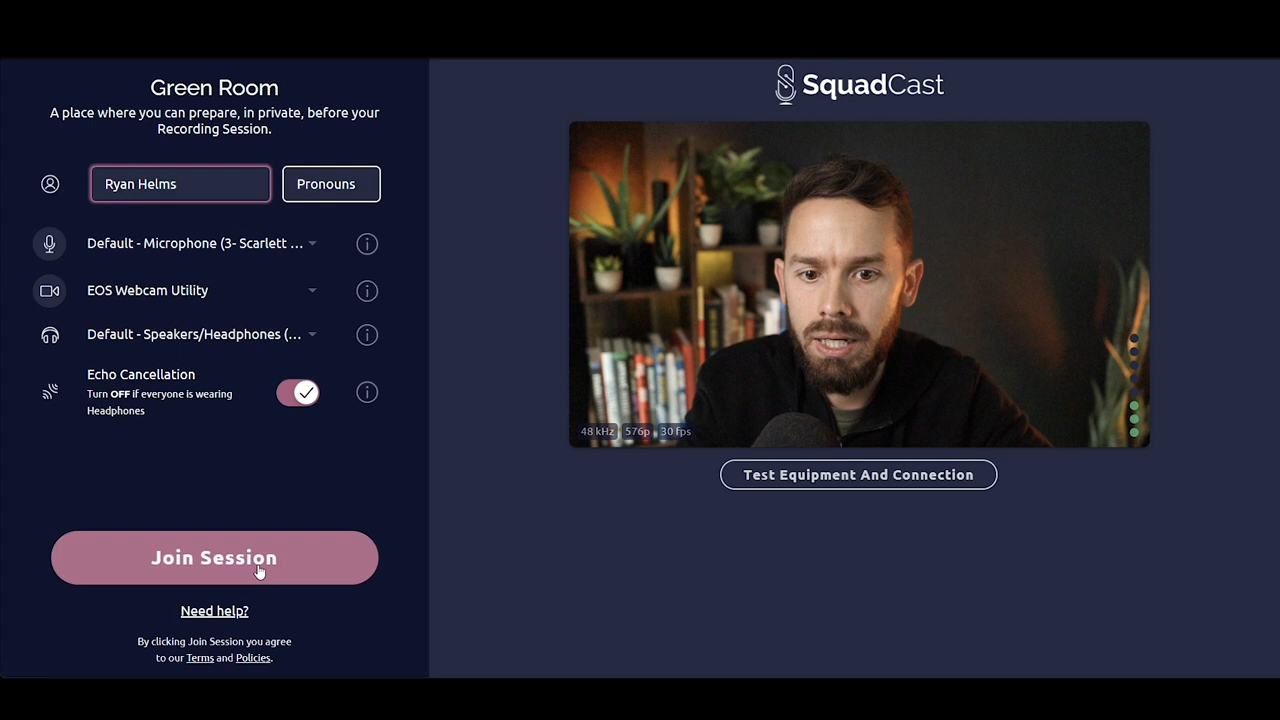 Green Room
A place where you can prepare, in private, before your
Recording Session.
Ryan Helms
Pronouns
Default - Microphone (3- Scarlett ...
EOS Webcam Utility
Default - Speakers/Headphones (...
Echo Cancellation
Turn OFF if everyone is wearing
Headphones
Join Session
Need help?
By clicking Join Session you agree
to our Terms and Policies.
SquadCast
48 kHz 576p 30 fps
Test Equipment And Connection